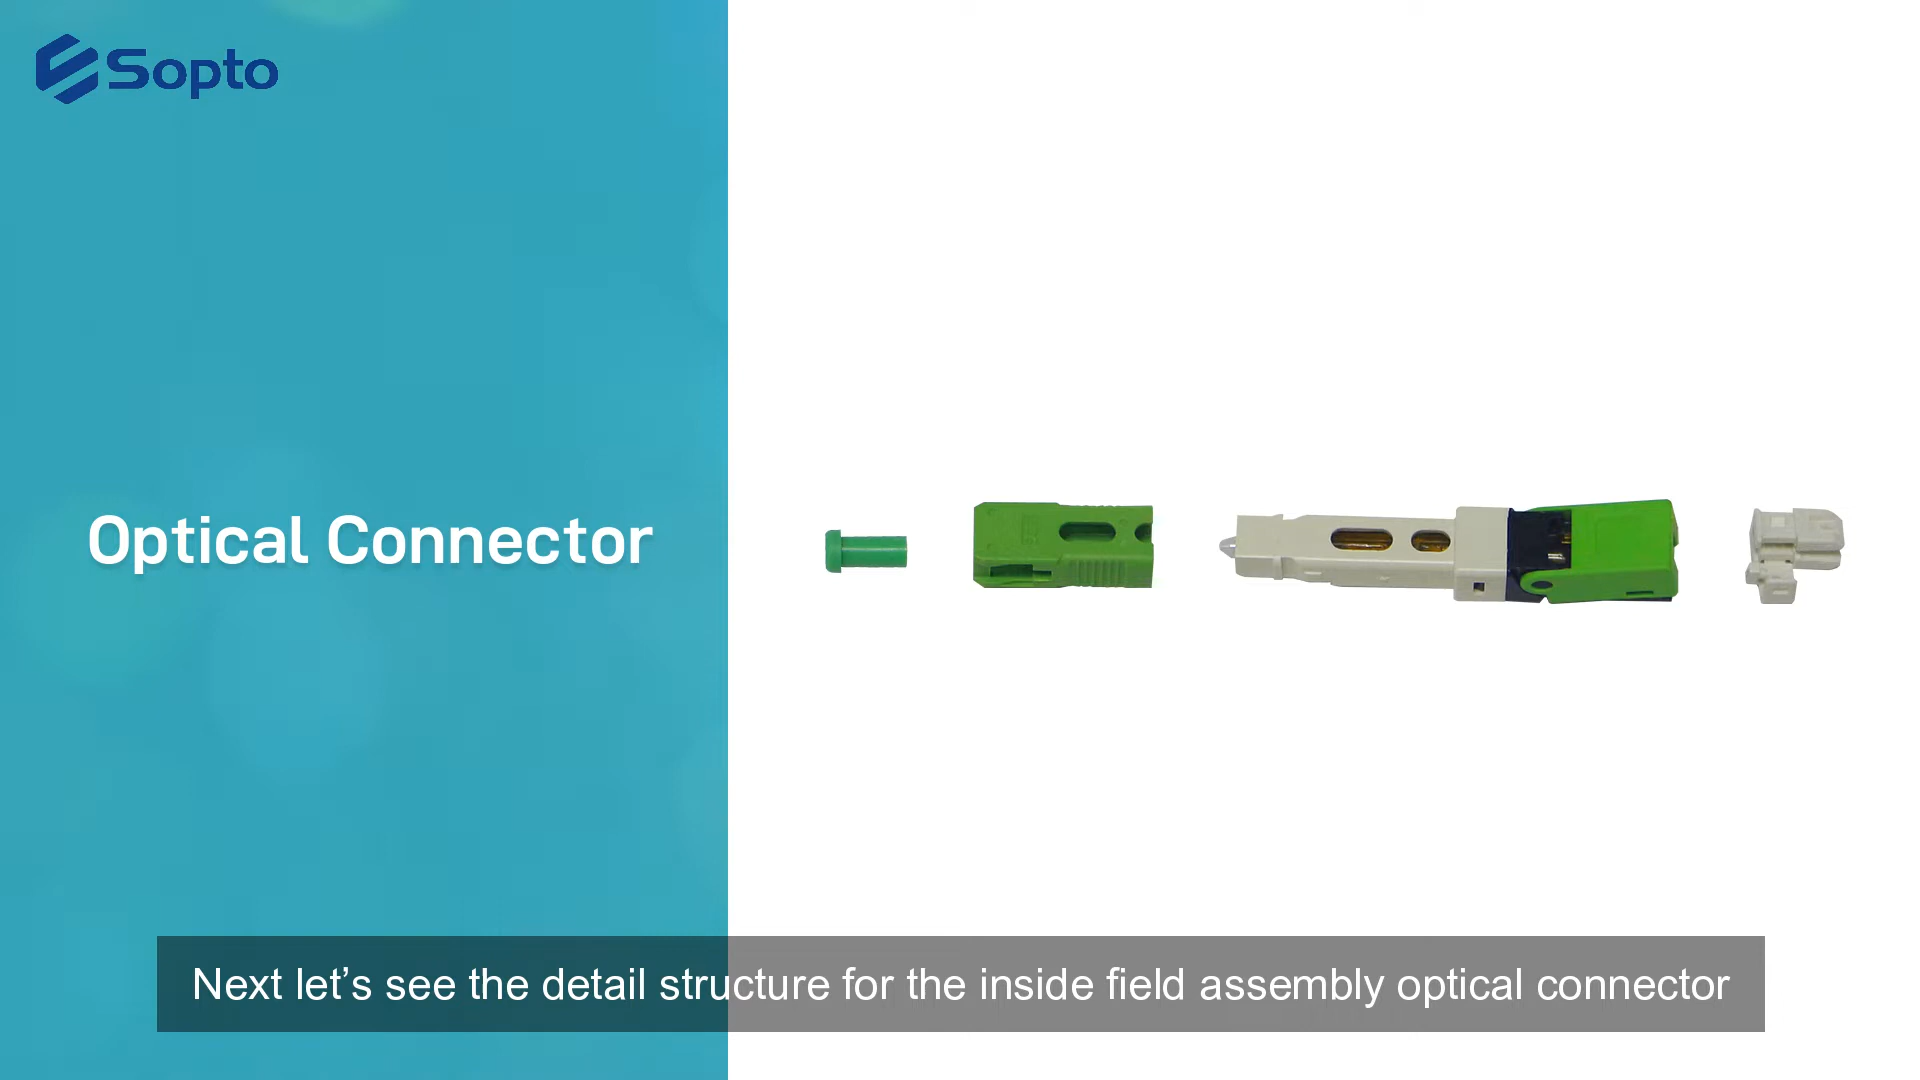 Sopto
Optical Connector
Next let’s see the detail structure for the inside field assembly optical connector